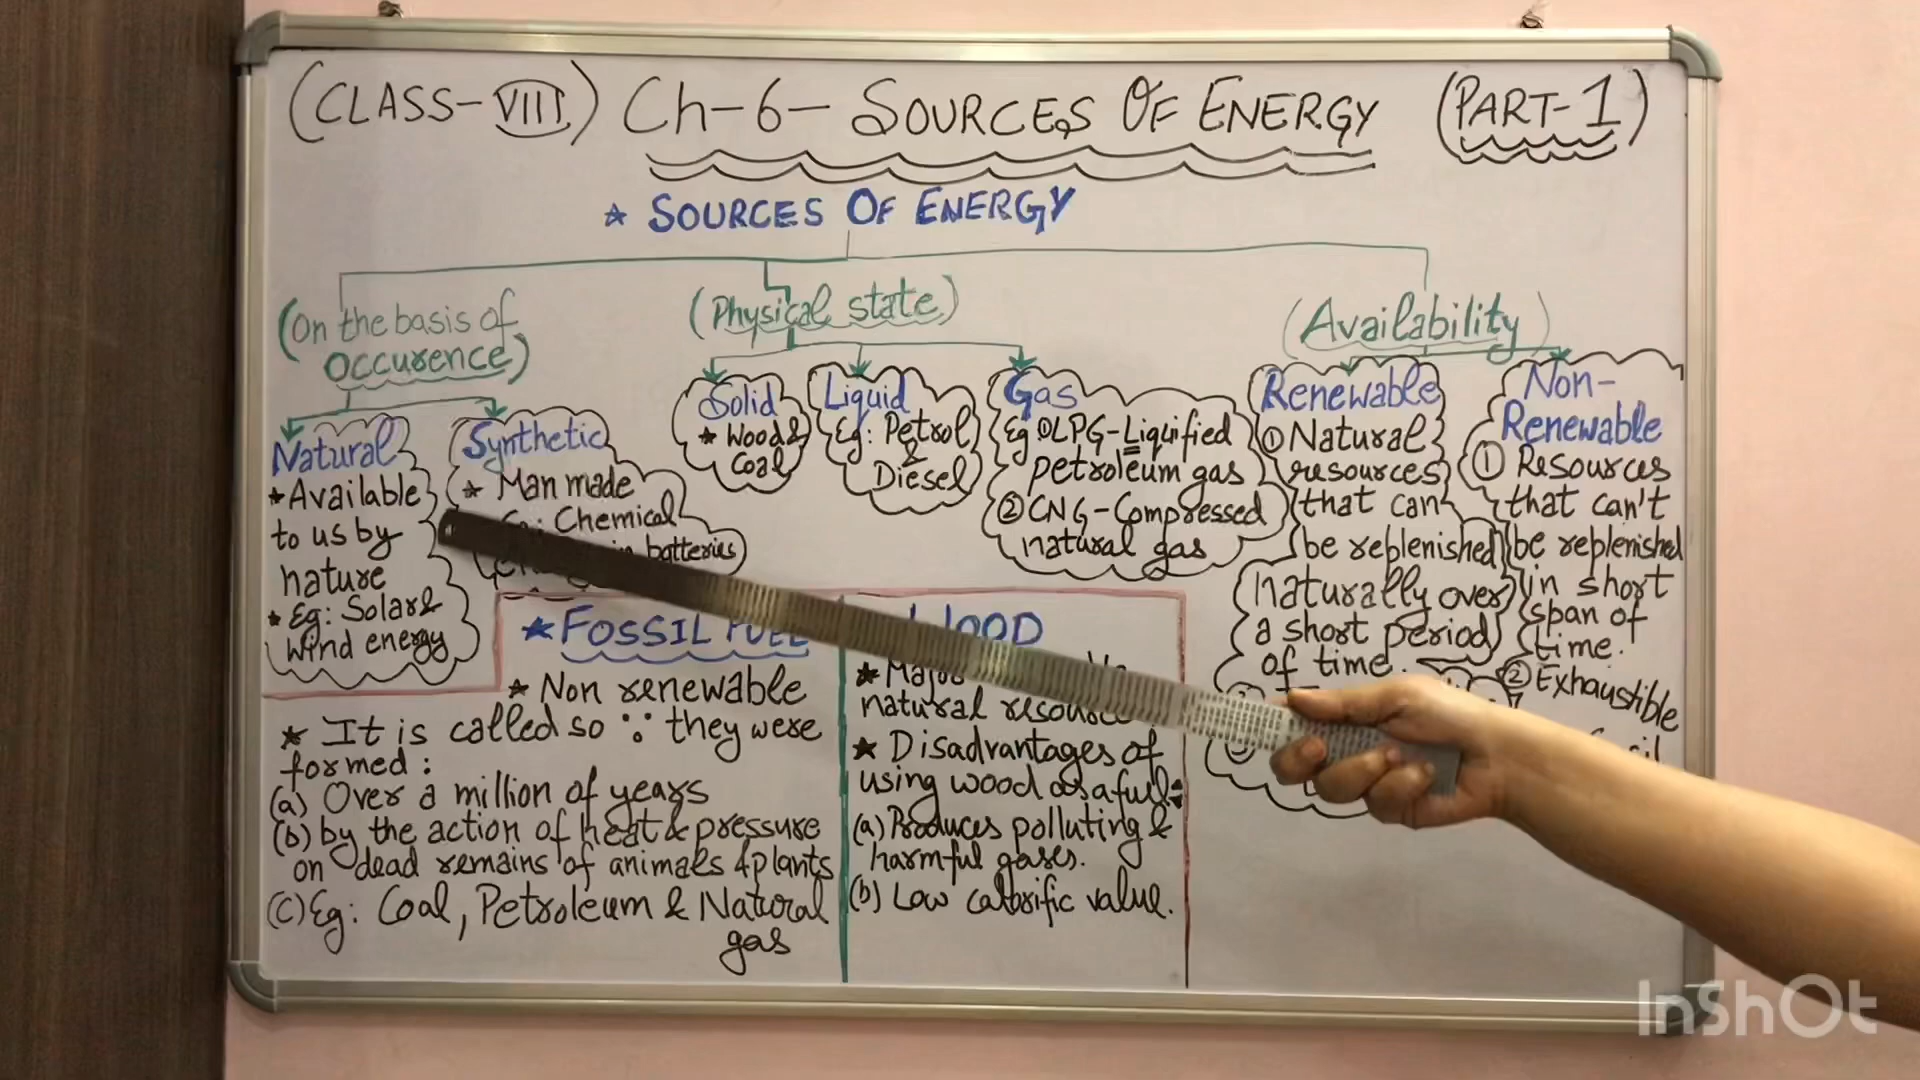 (CLASS-VIII) Ch-6- SOURCES OF ENERGY (PART-1)
* SOURCES OF ENERGY
(On the basis of
Occurence)
(Physical state)
(Availability)
Natural
* Available
to us by
nature
* Eg: Solar &
Wind energy
Synthetic
* Man made
Chemical
in batteries
Solid
* Wood &
Coal
Liquid
Eg: Petrol
&
Diesel
Gas
Eg ① LPG-Liquified
petroleum gas
② CNG-Compressed
natural gas
Renewable
① Natural
resources
that can
be replenished
naturally over
a short period
of time.
Non-
Renewable
① Resources
that can't
be replenished
in short
span of
time.
② Exhaustible
* FOSSIL FUEL
* Non renewable
* It is called so ∵ they were
formed:
(a) Over a million of years
(b) by the action of heat & pressure
on dead remains of animals & plants
(c) Eg: Coal, Petroleum & Natural
gas
natural resource
* Disadvantages of
using wood as a fuel:
(a) Produces polluting &
harmful gases.
(b) Low calorific value.
InShOt